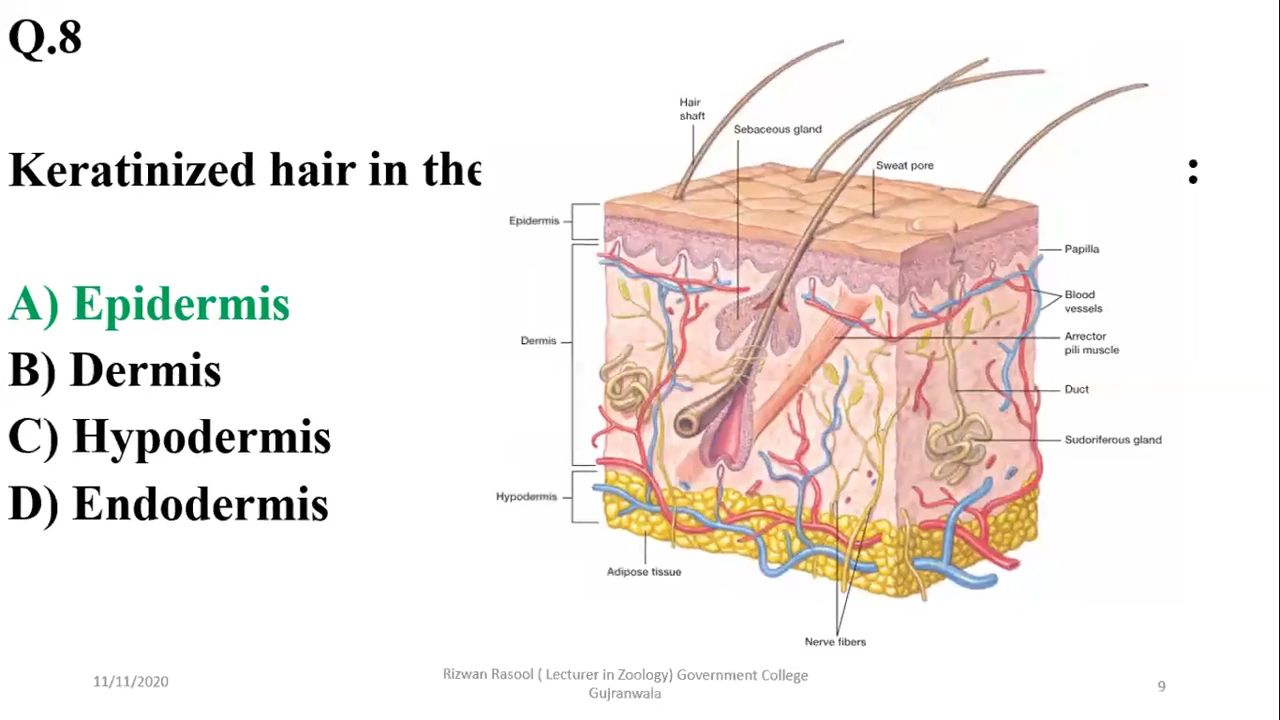 Q.8
Keratinized hair in the :
A) Epidermis
B) Dermis
C) Hypodermis
D) Endodermis
Hair
shaft
Sebaceous gland
Sweat pore
Epidermis
Papilla
Blood
vessels
Dermis
Arrector
pili muscle
Duct
Sudoriferous gland
Hypodermis
Adipose tissue
Nerve fibers
11/11/2020
Rizwan Rasool ( Lecturer in Zoology) Government College
Gujranwala
9